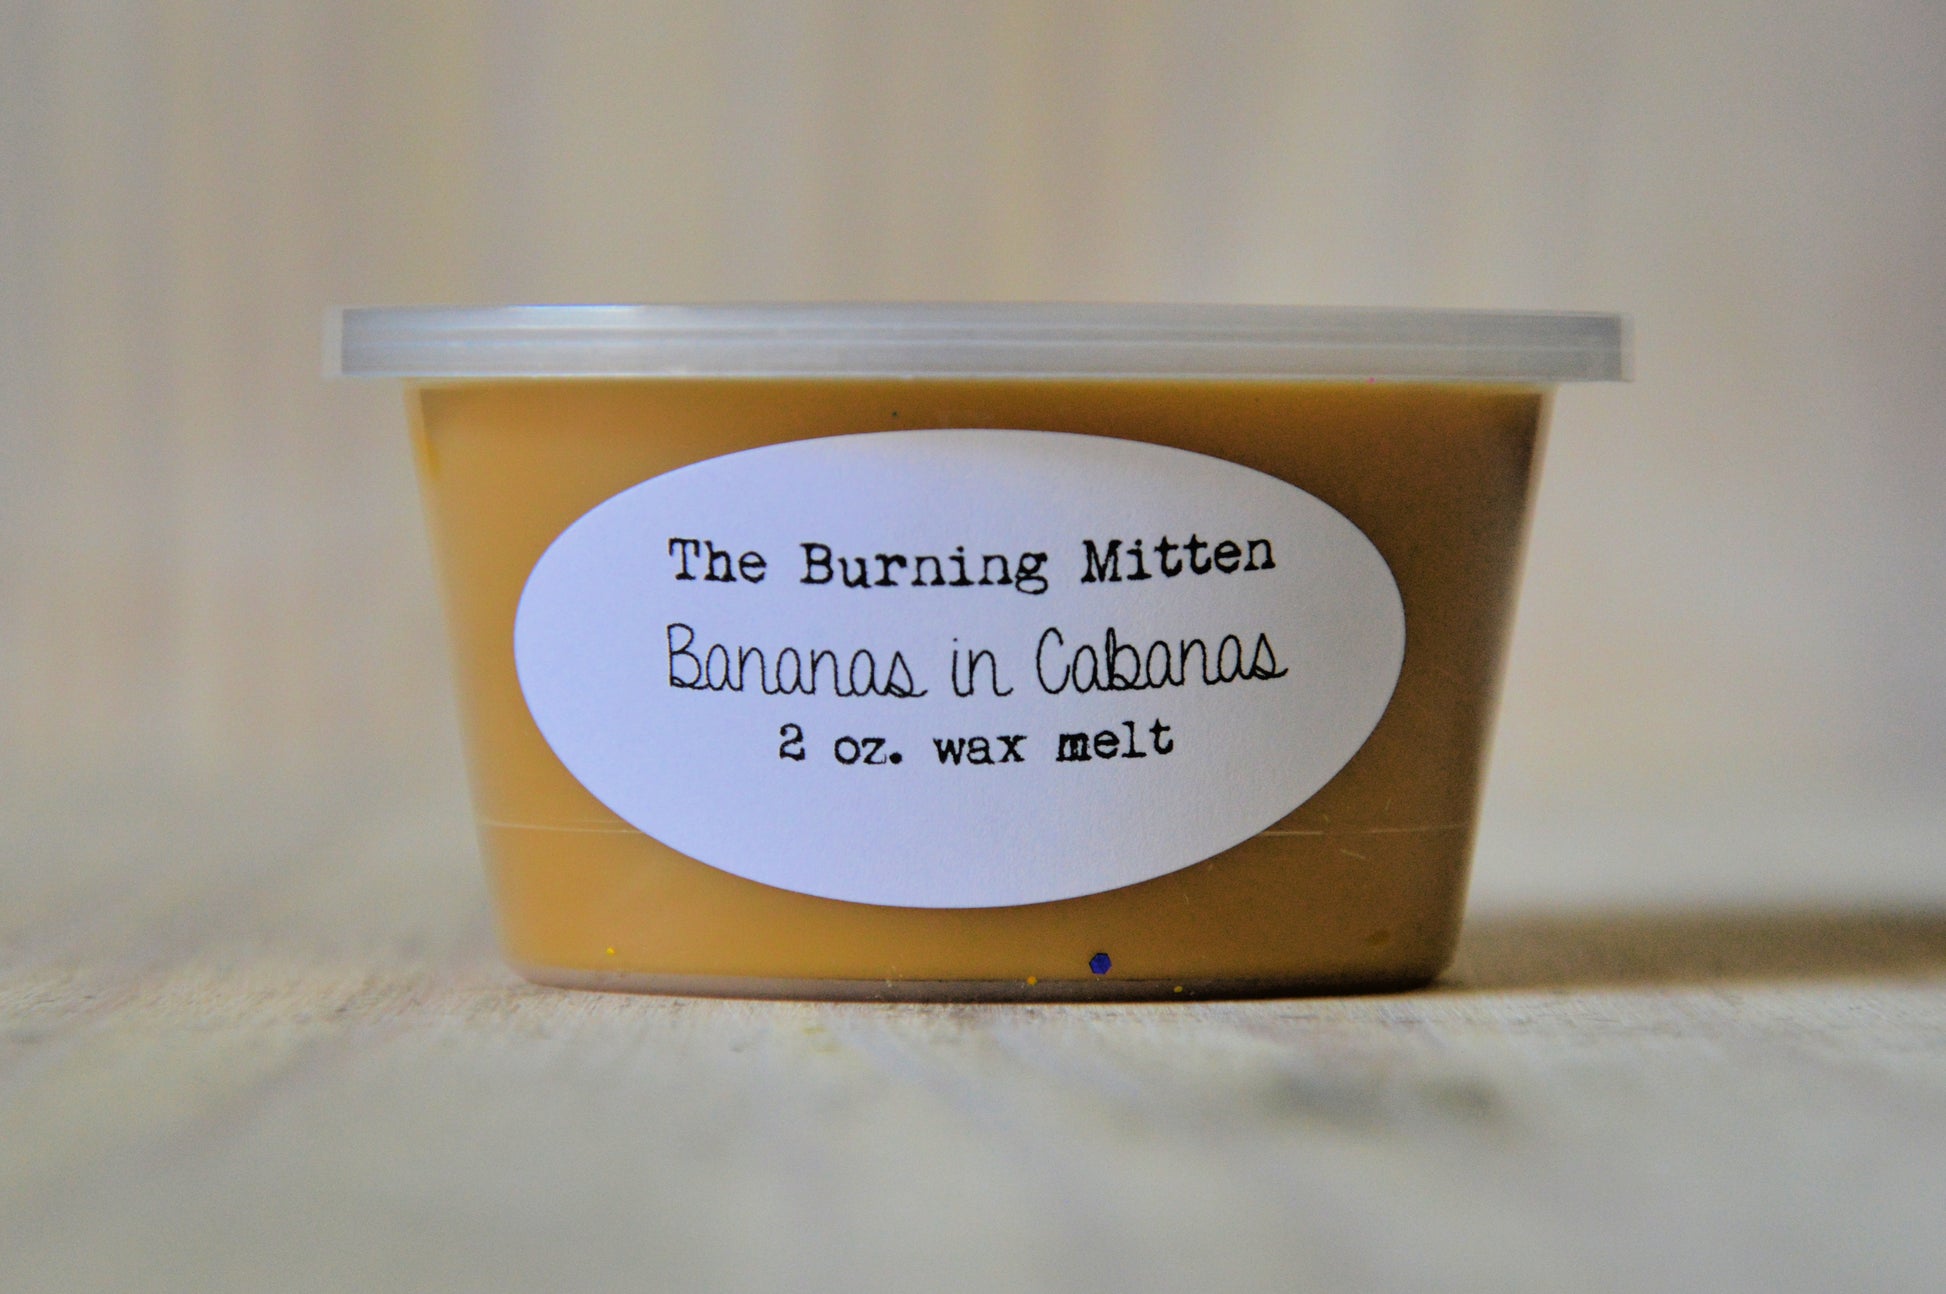 The Burning Mitten
Bananas in Cabanas
2 oz. wax melt